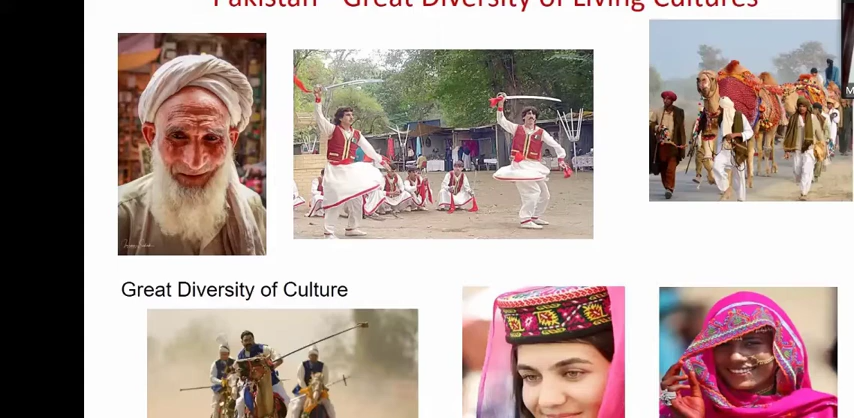 Pakistan - Great Diversity of Living Cultures
Great Diversity of Culture